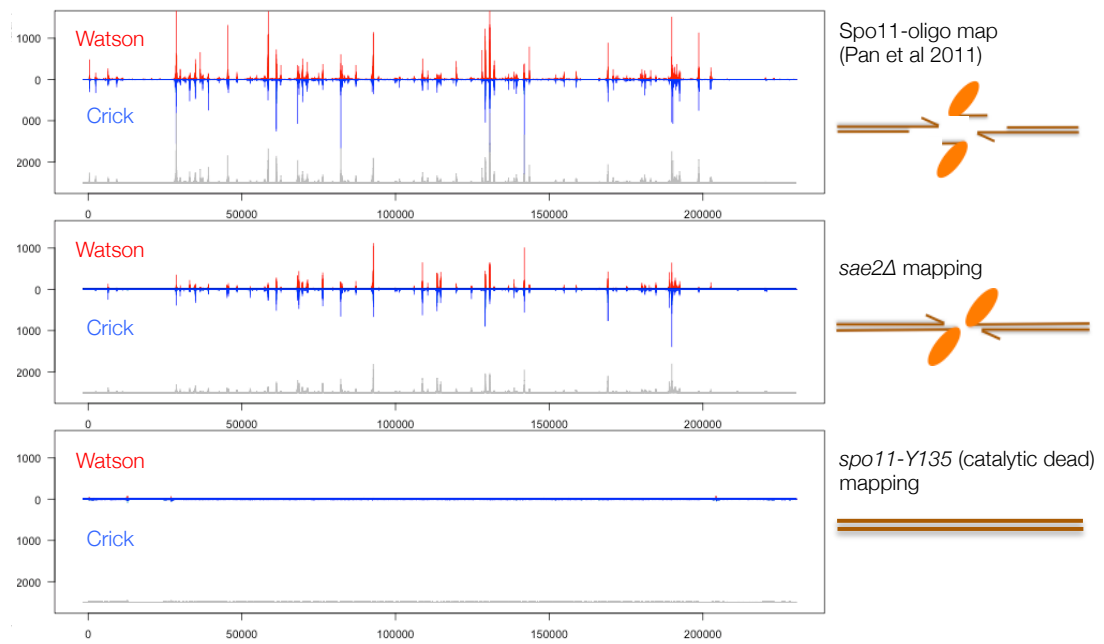 1000
0
000
2000
Watson
Crick
0 50000 100000 150000 200000
Spo11-oligo map
(Pan et al 2011)
1000
0
1000
2000
Watson
Crick
0 50000 100000 150000 200000
sae2Δ mapping
1000
0
1000
2000
Watson
Crick
0 50000 100000 150000 200000
spo11-Y135 (catalytic dead)
mapping